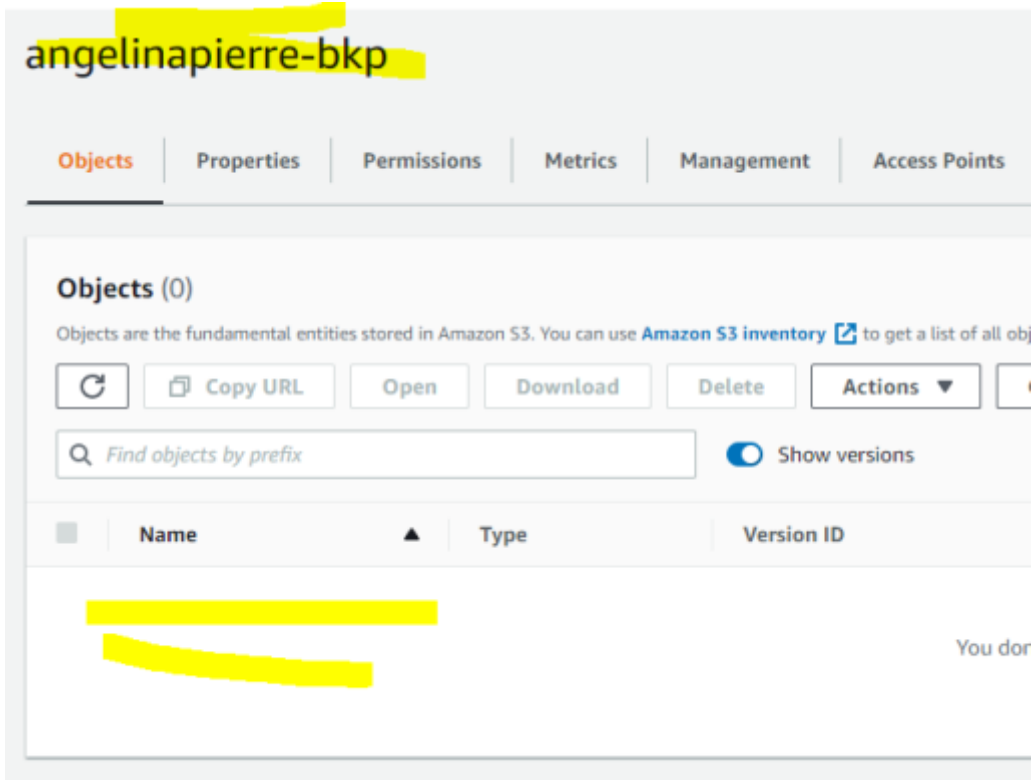 angelinapierre-bkp
Objects Properties Permissions Metrics Management Access Points
Objects (0)
Objects are the fundamental entities stored in Amazon S3. You can use Amazon S3 inventory to get a list of all obj
Copy URL Open Download Delete Actions
Find objects by prefix Show versions
Name Type Version ID
You don